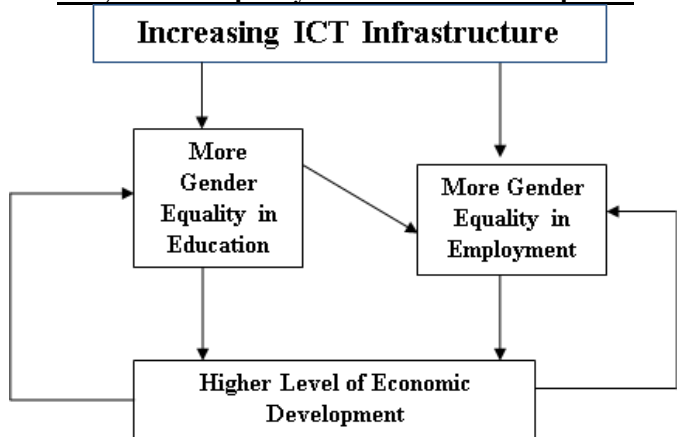 Increasing ICT Infrastructure
More
Gender
Equality in
Education
More Gender
Equality in
Employment
Higher Level of Economic
Development